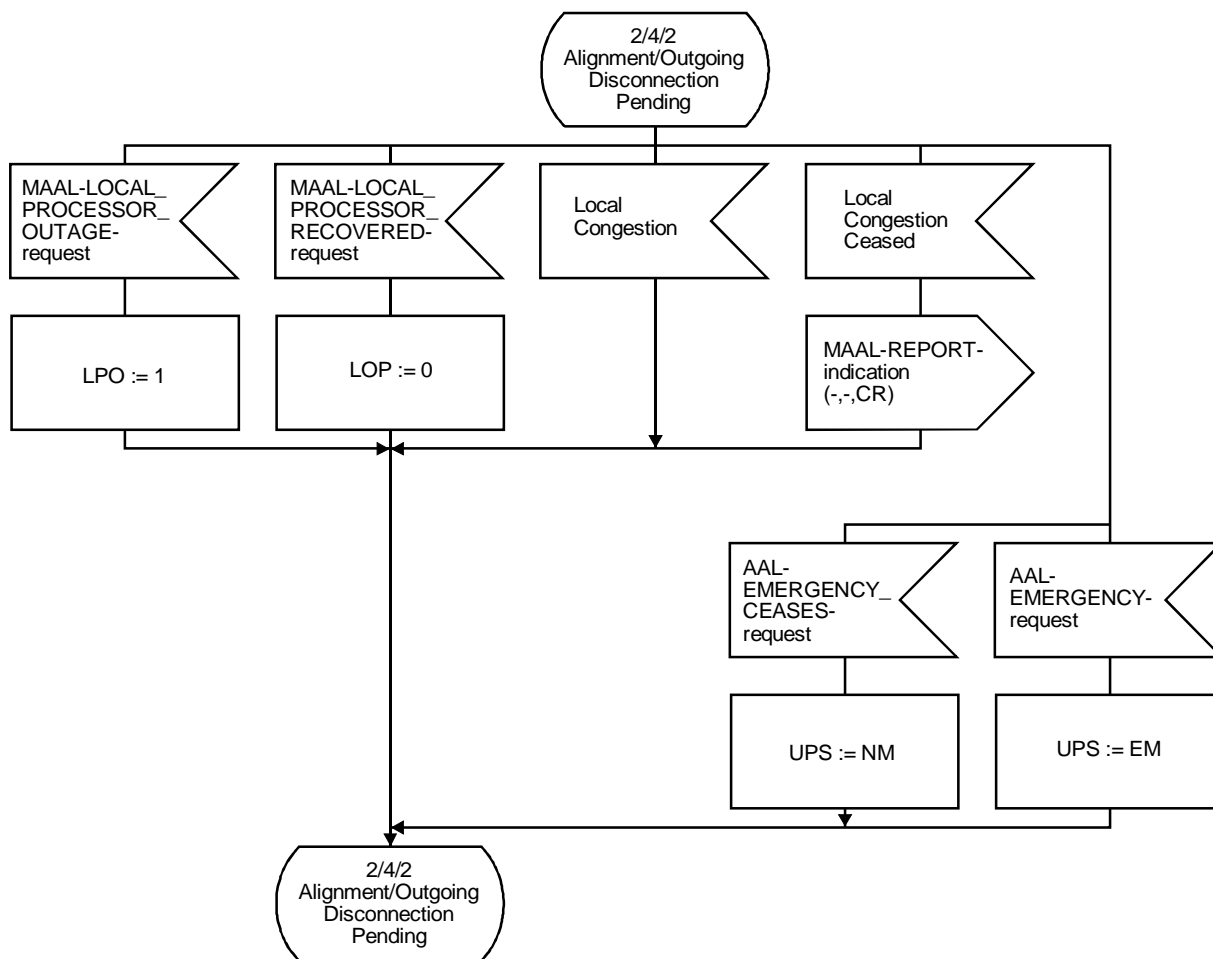 2/4/2
Alignment/Outgoing
Disconnection
Pending
MAAL-LOCAL_
PROCESSOR_
OUTAGE-
request
MAAL-LOCAL_
PROCESSOR_
RECOVERED-
request
Local
Congestion
Local
Congestion
Ceased
LPO := 1
LOP := 0
MAAL-REPORT-
indication
(-,-,CR)
AAL-
EMERGENCY_
CEASES-
request
AAL-
EMERGENCY-
request
UPS := NM
UPS := EM
2/4/2
Alignment/Outgoing
Disconnection
Pending